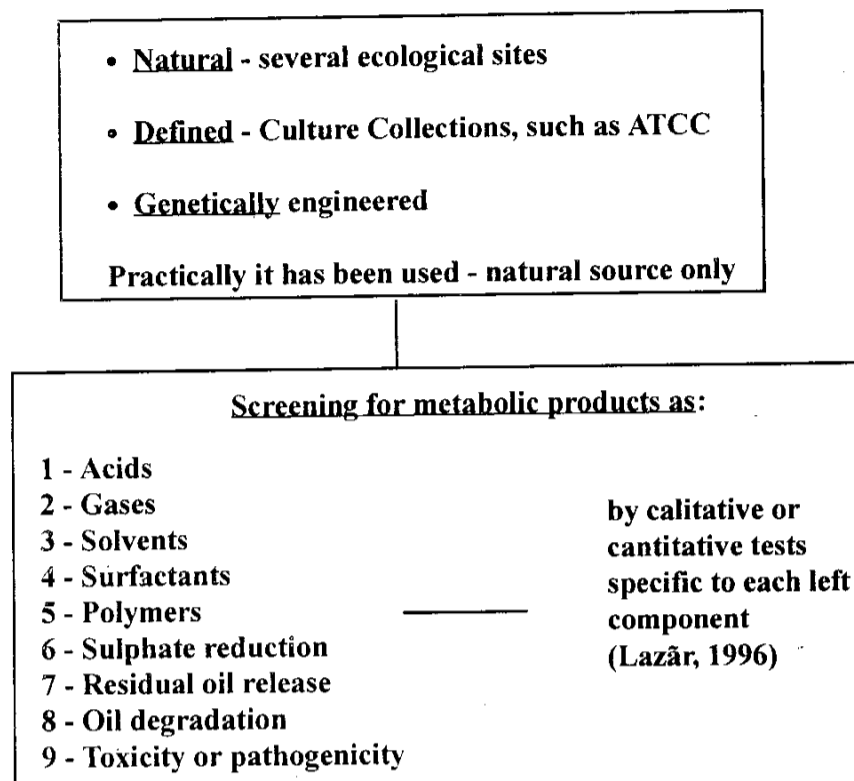 • Natural - several ecological sites
• Defined - Culture Collections, such as ATCC
• Genetically engineered
Practically it has been used - natural source only
Screening for metabolic products as:
1 - Acids
2 - Gases
3 - Solvents
4 - Surfactants
5 - Polymers
6 - Sulphate reduction
7 - Residual oil release
8 - Oil degradation
9 - Toxicity or pathogenicity
by calitative or
cantitative tests
specific to each left
component
(Lazãr, 1996)